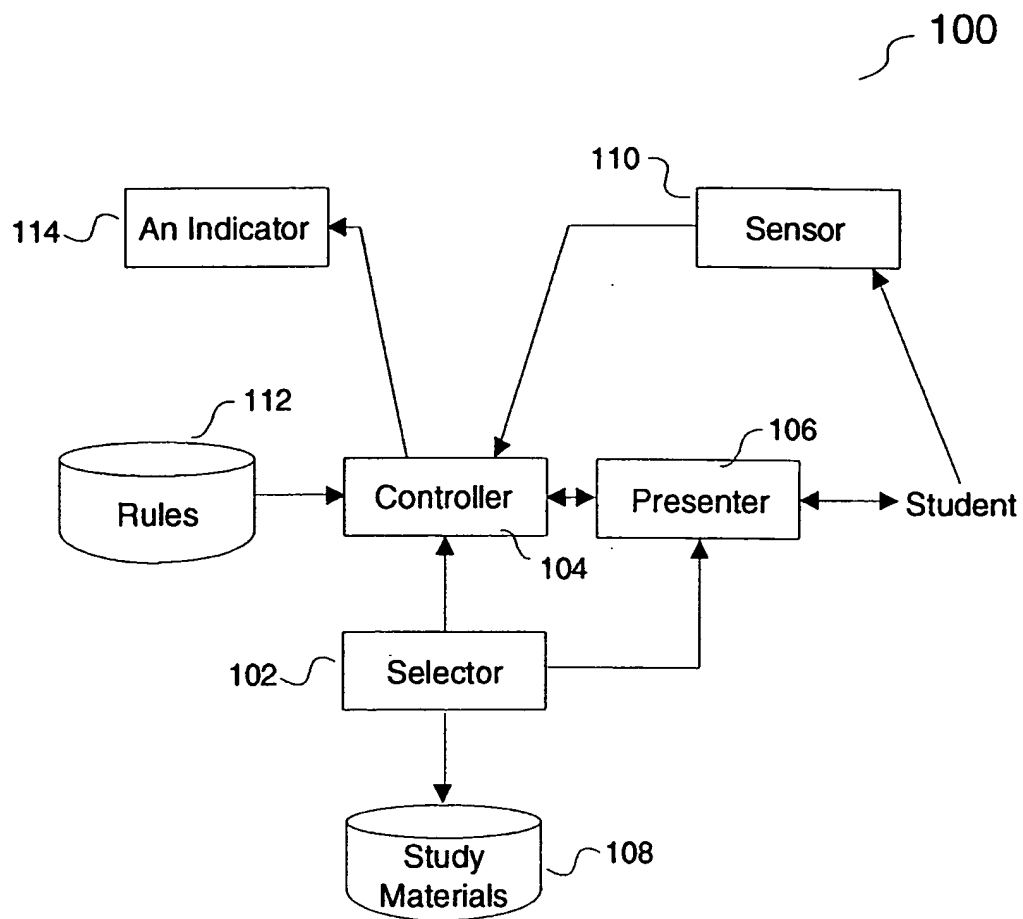 100
110
114
An Indicator
Sensor
112
106
Rules
Controller
Presenter
Student
104
102
Selector
Study
Materials
108